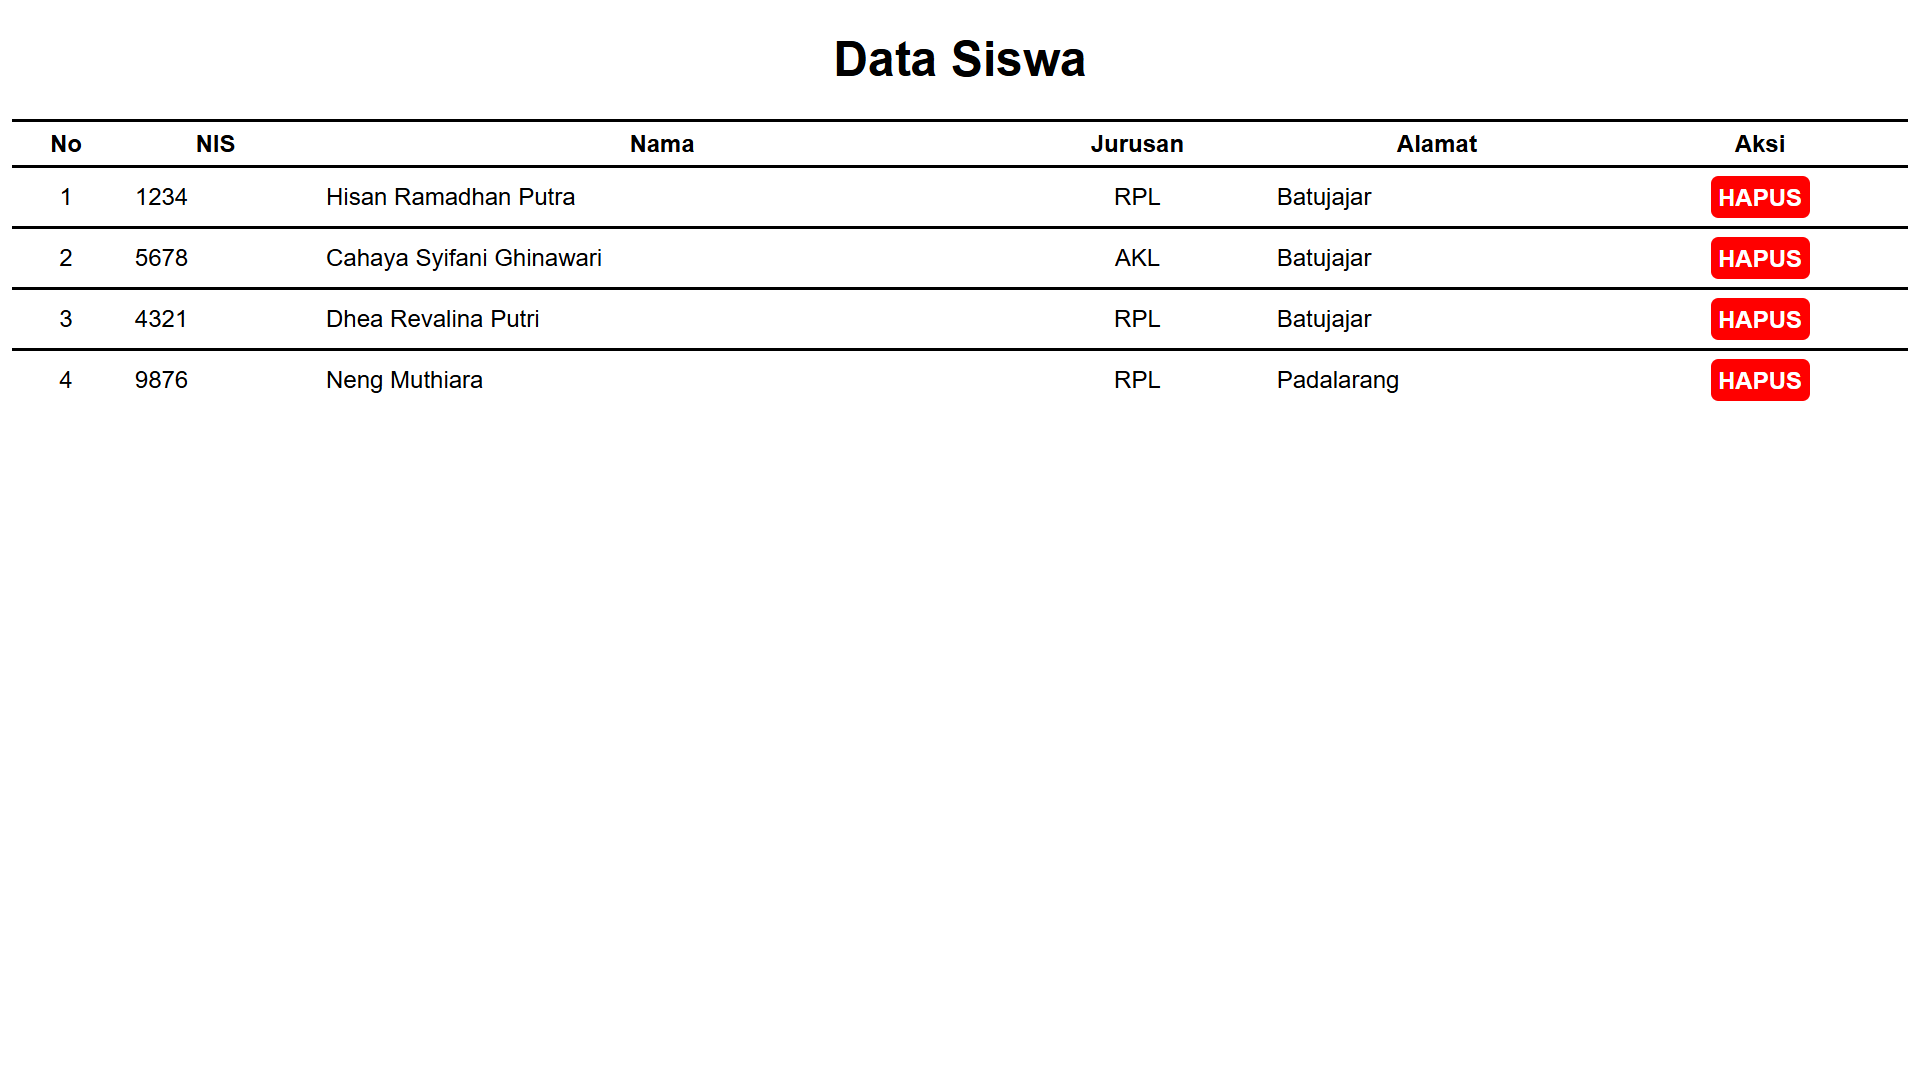 Data Siswa
No NIS Nama Jurusan Alamat Aksi
1 1234 Hisan Ramadhan Putra RPL Batujajar HAPUS
2 5678 Cahaya Syifani Ghinawari AKL Batujajar HAPUS
3 4321 Dhea Revalina Putri RPL Batujajar HAPUS
4 9876 Neng Muthiara RPL Padalarang HAPUS